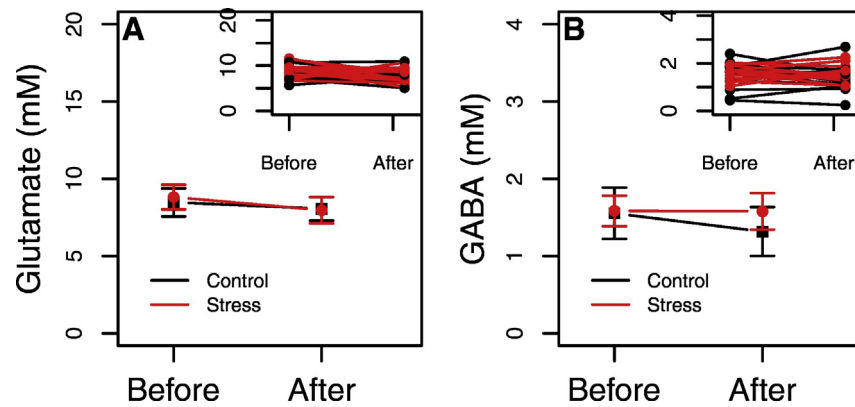 A
Glutamate (mM)
20
15
10
5
0
20
10
0
Before
After
Control
Stress
Before
After
B
GABA (mM)
4
3
2
1
0
4
2
0
Before
After
Control
Stress
Before
After